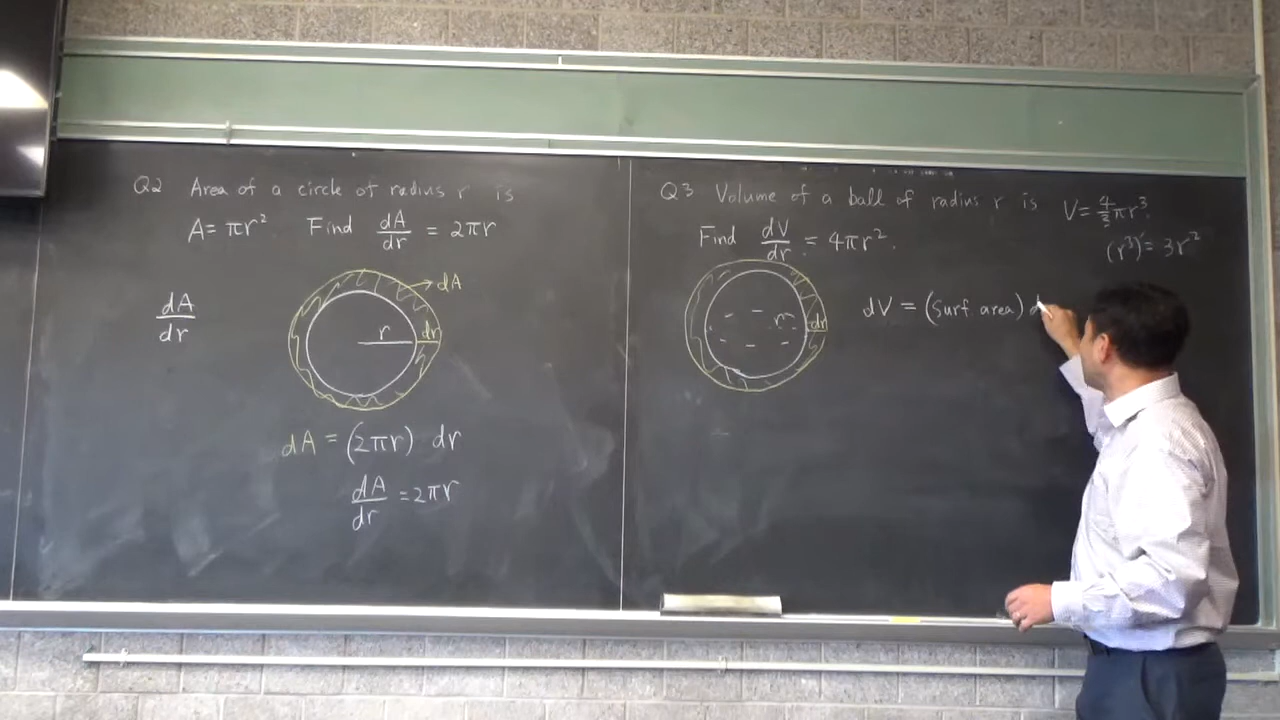 Q2 Area of a circle of radius r is
A = πr² Find dA/dr = 2πr
dA
dA/dr
r
dr
dA = (2πr) dr
dA/dr = 2πr
Q3 Volume of a ball of radius r is V = 4/3 πr³.
Find dV/dr = 4πr².
(r³)' = 3r²
dV = (surf. area) d
r
dr